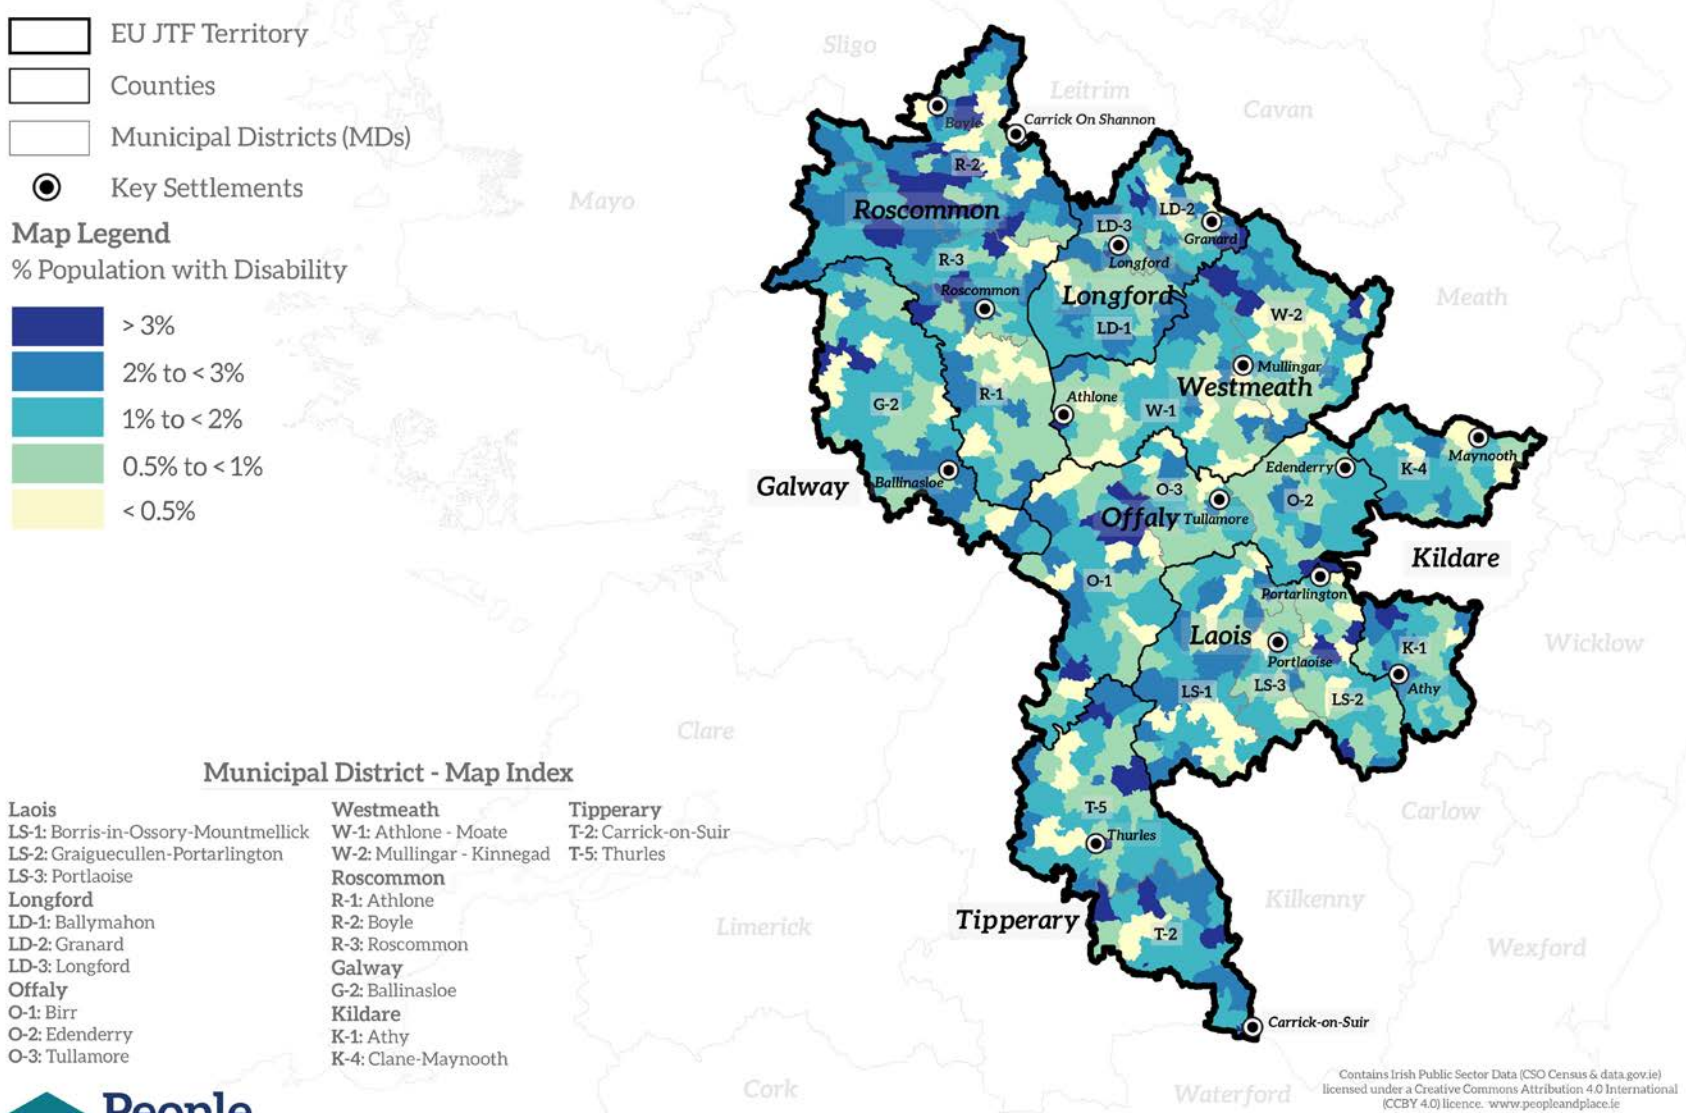 EU JTF Territory
Counties
Municipal Districts (MDs)
Key Settlements
Map Legend
% Population with Disability
> 3%
2% to < 3%
1% to < 2%
0.5% to < 1%
< 0.5%
Sligo
Leitrim
Cavan
Mayo
Meath
Boyle
Carrick On Shannon
R-2
Roscommon
LD-2
LD-3
Granard
Longford
R-3
Roscommon
Longford
LD-1
W-2
Mullingar
Westmeath
G-2
R-1
Athlone
W-1
Galway
Ballinasloe
Edenderry
K-4
Maynooth
O-3
O-2
Offaly
Tullamore
Kildare
O-1
Portarlington
Laois
Portlaoise
K-1
Athy
LS-1
LS-3
LS-2
Wicklow
Clare
Carlow
T-5
Thurles
Kilkenny
Tipperary
T-2
Limerick
Wexford
Carrick-on-Suir
Cork
Waterford
Municipal District - Map Index
Laois
LS-1: Borris-in-Ossory-Mountmellick
LS-2: Graiguecullen-Portarlington
LS-3: Portlaoise
Longford
LD-1: Ballymahon
LD-2: Granard
LD-3: Longford
Offaly
O-1: Birr
O-2: Edenderry
O-3: Tullamore
Westmeath
W-1: Athlone - Moate
W-2: Mullingar - Kinnegad
Roscommon
R-1: Athlone
R-2: Boyle
R-3: Roscommon
Galway
G-2: Ballinasloe
Kildare
K-1: Athy
K-4: Clane-Maynooth
Tipperary
T-2: Carrick-on-Suir
T-5: Thurles
People
Contains Irish Public Sector Data (CSO Census & data.gov.ie)
licensed under a Creative Commons Attribution 4.0 International
(CCBY 4.0) licence. www.peopleandplace.ie